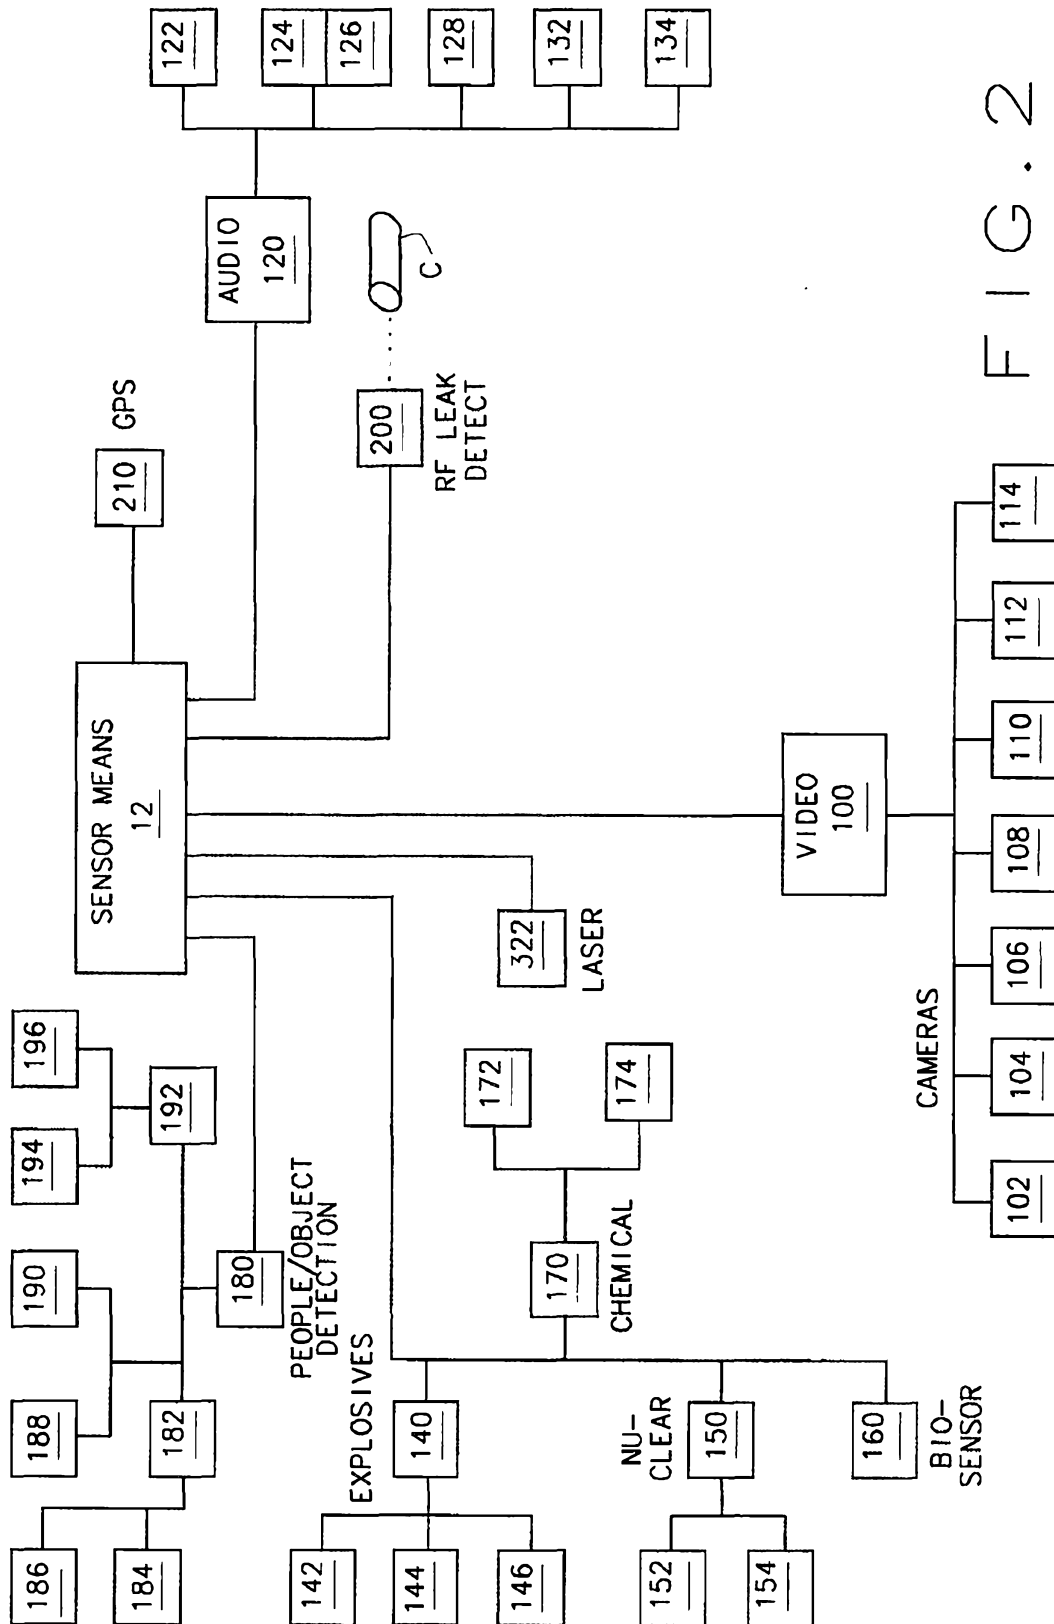 186
188
190
194
196
184
182
192
SENSOR MEANS
12
210
GPS
122
180
PEOPLE/OBJECT
DETECTION
AUDIO
120
124
126
142
EXPLOSIVES
140
144
146
200
RF LEAK
DETECT
C
128
172
322
LASER
132
170
CHEMICAL
174
134
152
154
NU-
CLEAR
150
160
BIO-
SENSOR
VIDEO
100
CAMERAS
102
104
106
108
110
112
114
FIG. 2